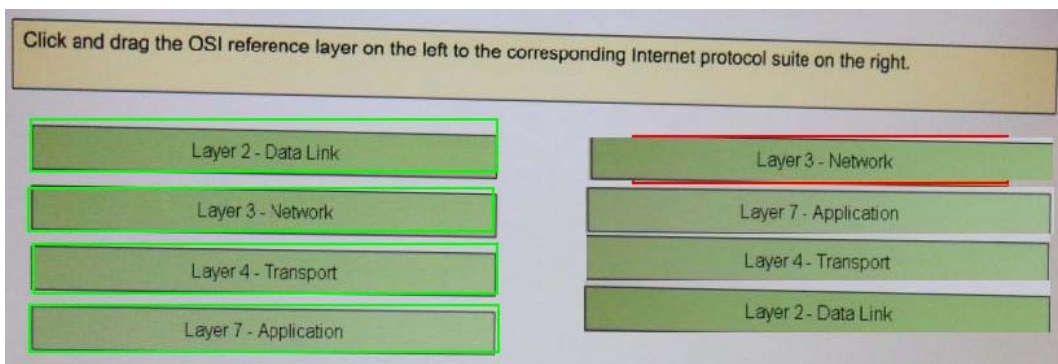 Click and drag the OSI reference layer on the left to the corresponding Internet protocol suite on the right.
Layer 2 - Data Link
Layer 3 - Network
Layer 4 - Transport
Layer 7 - Application
Layer 3 - Network
Layer 7 - Application
Layer 4 - Transport
Layer 2 - Data Link